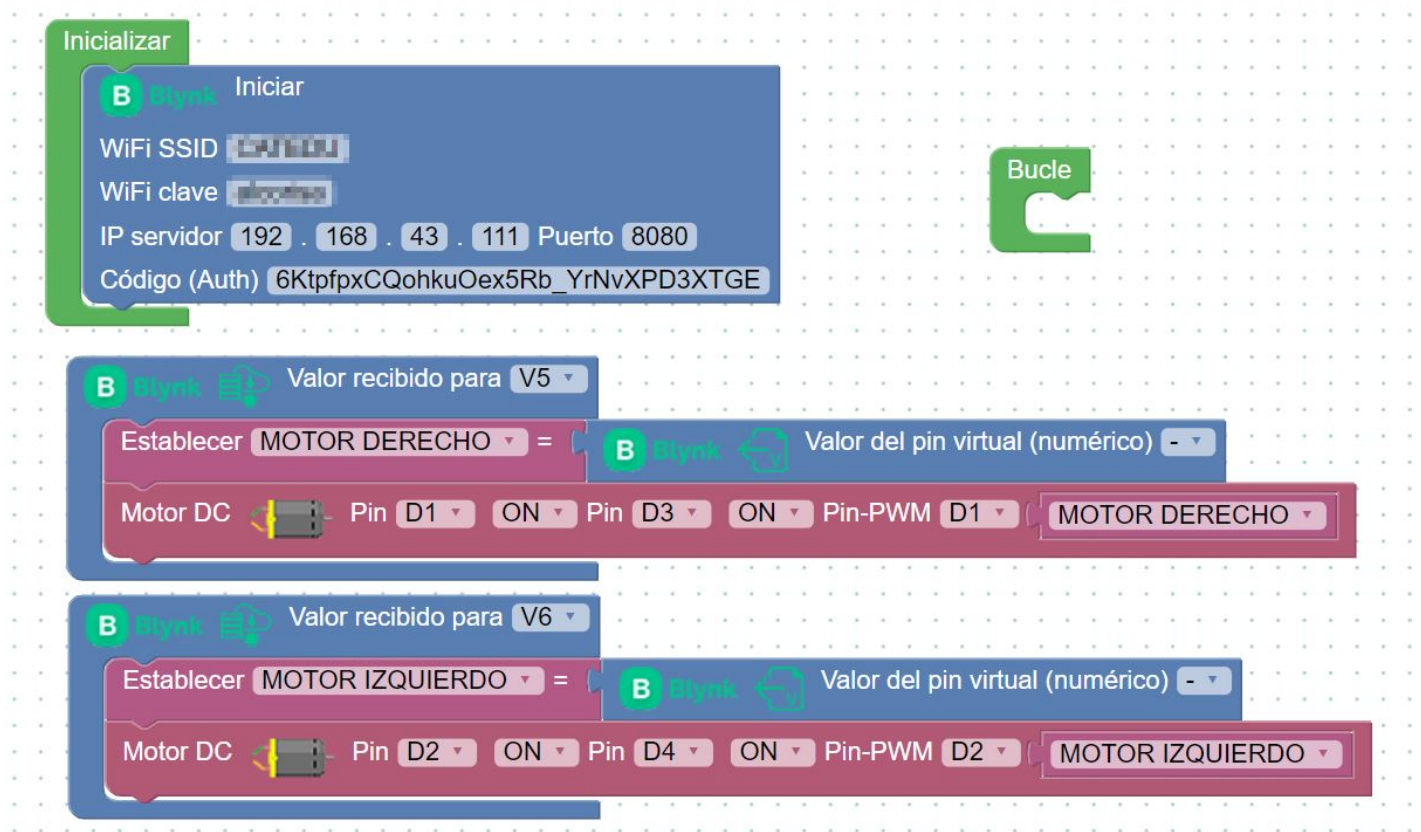 Inicializar
B Blynk Iniciar
WiFi SSID
WiFi clave
IP servidor 192 . 168 . 43 . 111 Puerto 8080
Código (Auth) 6KtpfpxCQohkuOex5Rb_YrNvXPD3XTGE
Bucle
B Blynk Valor recibido para V5
Establecer MOTOR DERECHO = B Blynk V Valor del pin virtual (numérico) -
Motor DC Pin D1 ON Pin D3 ON Pin-PWM D1 MOTOR DERECHO
B Blynk Valor recibido para V6
Establecer MOTOR IZQUIERDO = B Blynk V Valor del pin virtual (numérico) -
Motor DC Pin D2 ON Pin D4 ON Pin-PWM D2 MOTOR IZQUIERDO